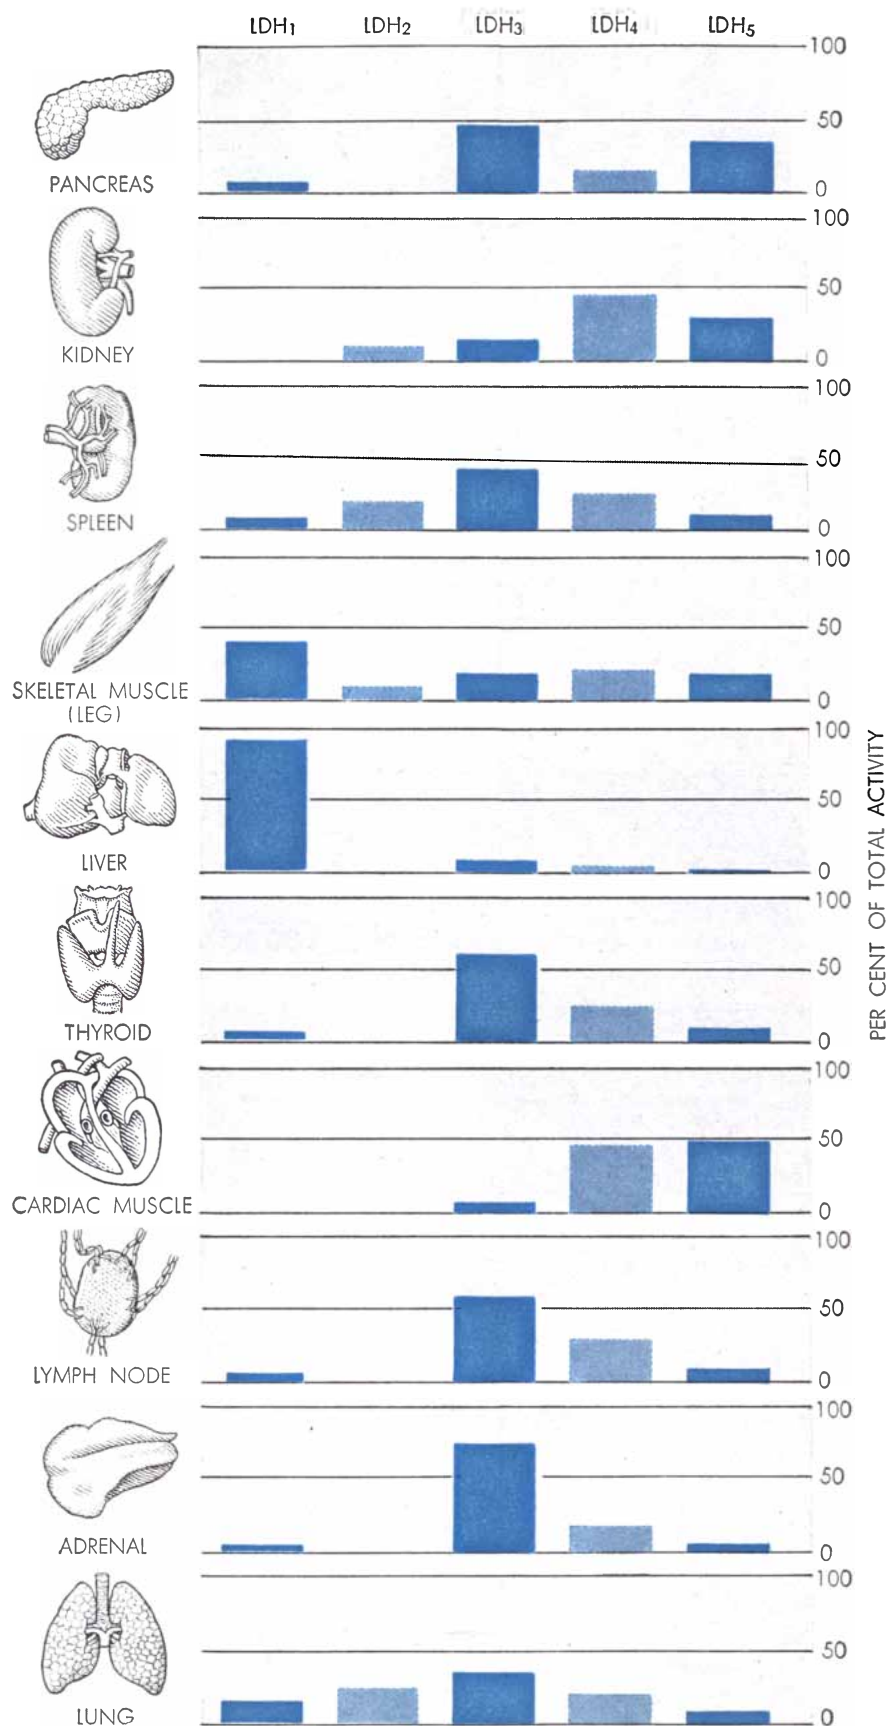 LDH1 LDH2 LDH3 LDH4 LDH5
100
50
0
PANCREAS
100
50
0
KIDNEY
100
50
0
SPLEEN
100
50
0
SKELETAL MUSCLE
(LEG)
100
50
0
LIVER
100
50
0
THYROID
100
50
0
CARDIAC MUSCLE
100
50
0
LYMPH NODE
100
50
0
ADRENAL
100
50
0
LUNG
PER CENT OF TOTAL ACTIVITY